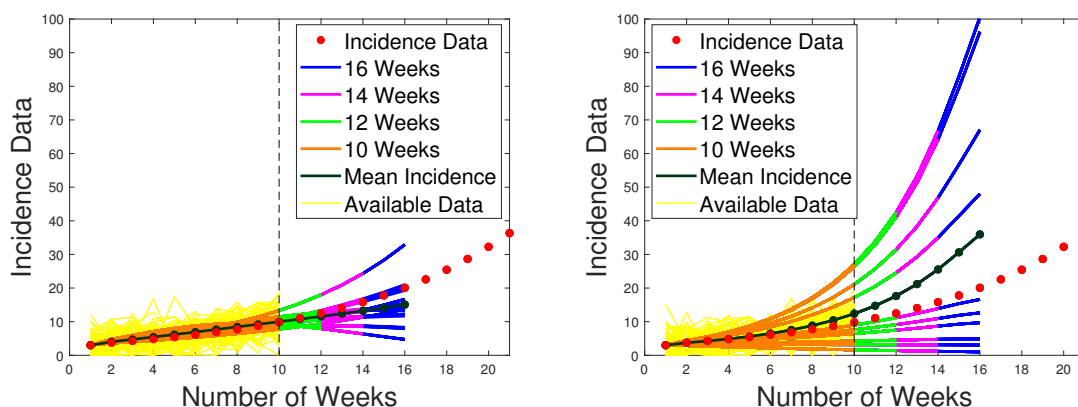 100
90
80
70
60
50
40
30
20
10
0
Incidence Data
Incidence Data
16 Weeks
14 Weeks
12 Weeks
10 Weeks
Mean Incidence
Available Data
0 2 4 6 8 10 12 14 16 18 20
Number of Weeks
100
90
80
70
60
50
40
30
20
10
0
Incidence Data
Incidence Data
16 Weeks
14 Weeks
12 Weeks
10 Weeks
Mean Incidence
Available Data
0 2 4 6 8 10 12 14 16 18 20
Number of Weeks